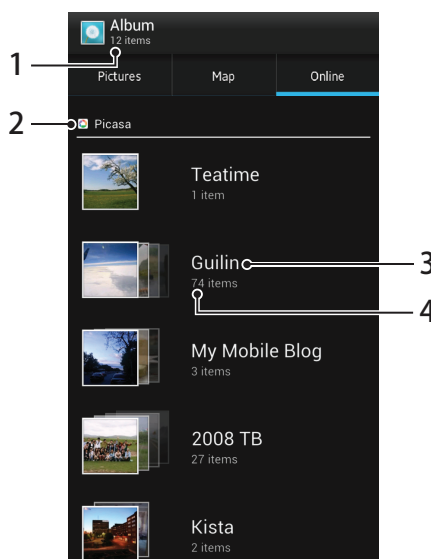 Album
12 items
1
Pictures Map Online
2
Picasa
Teatime
1 item
Guilin
3
74 items
4
My Mobile Blog
3 items
2008 TB
27 items
Kista
2 items